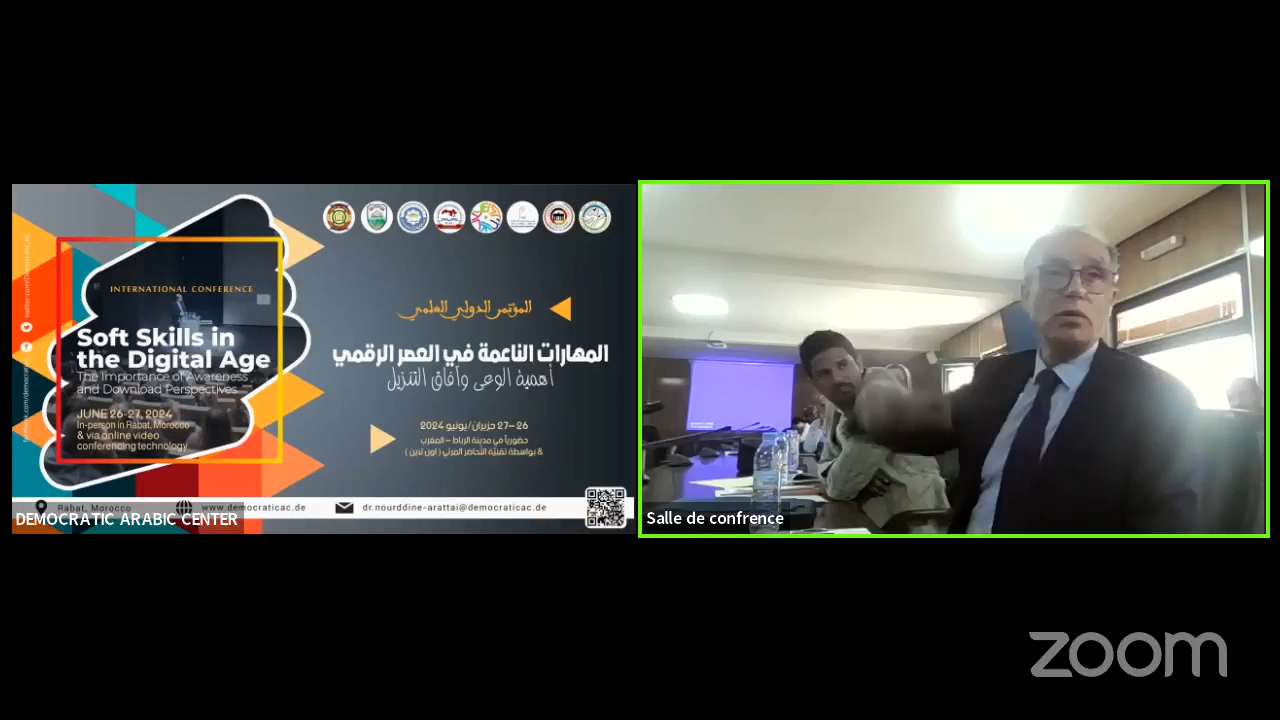 INTERNATIONAL CONFERENCE
Soft Skills in
the Digital Age
The Importance of Awareness
and Download Perspectives
JUNE 26-27, 2024
In-person in Rabat, Morocco
& via online video
conferencing technology
المؤتمر الدولي العلمي
المهارات الناعمة في العصر الرقمي
أهمية الوعي وآفاق التنزيل
26–27 حزيران/يونيو 2024
حضورياً في مدينة الرباط – المغرب
& بواسطة تقنيّة التّحاضر المرئي ( اون لاين )
Rabat, Morocco
www.democraticac.de
dr.nourddine-arattai@democraticac.de
DEMOCRATIC ARABIC CENTER
Salle de confrence
zoom